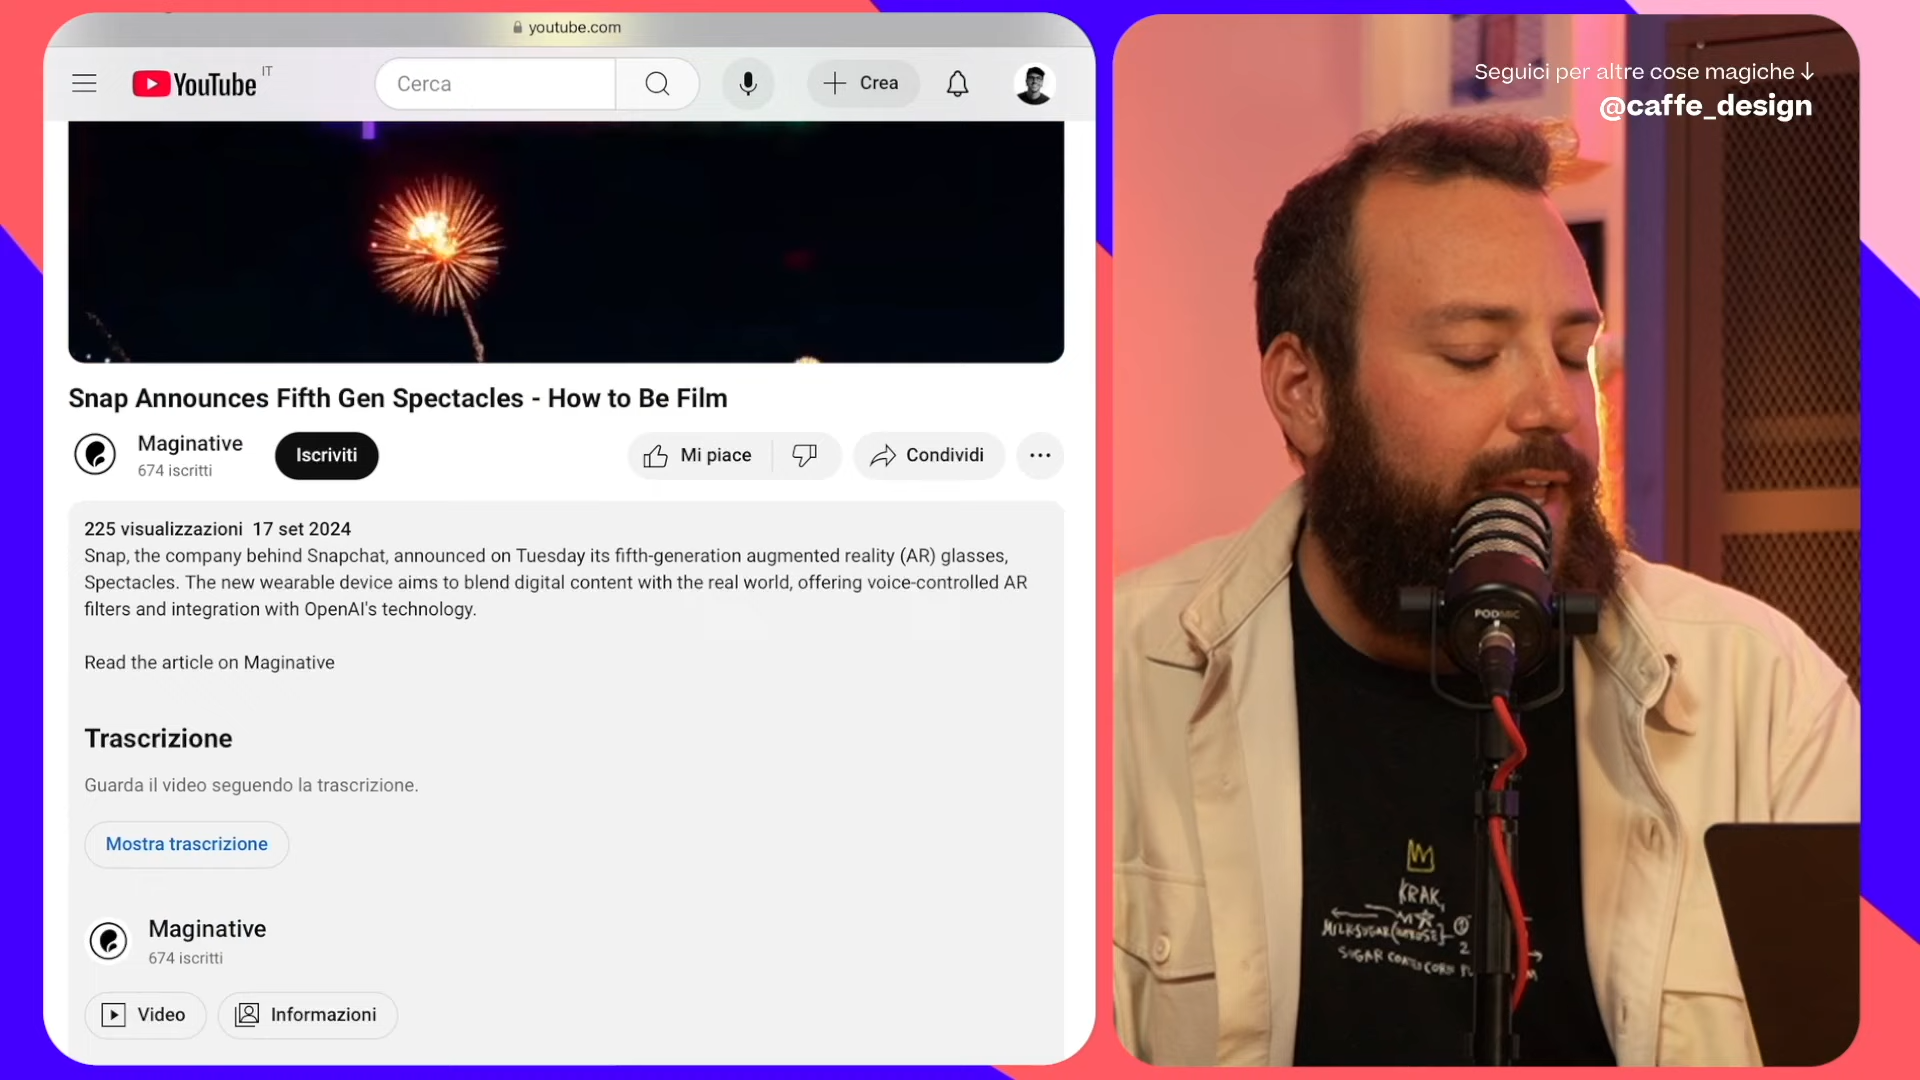 youtube.com
YouTube IT
Cerca
Crea
Snap Announces Fifth Gen Spectacles - How to Be Film
Maginative
674 iscritti
Iscriviti
Mi piace
Condividi
225 visualizzazioni 17 set 2024
Snap, the company behind Snapchat, announced on Tuesday its fifth-generation augmented reality (AR) glasses,
Spectacles. The new wearable device aims to blend digital content with the real world, offering voice-controlled AR
filters and integration with OpenAI's technology.
Read the article on Maginative
Trascrizione
Guarda il video seguendo la trascrizione.
Mostra trascrizione
Maginative
674 iscritti
Video
Informazioni
Seguici per altre cose magiche ↓
@caffe_design
PODMIC
KRAK
SUGAR COATED CORN